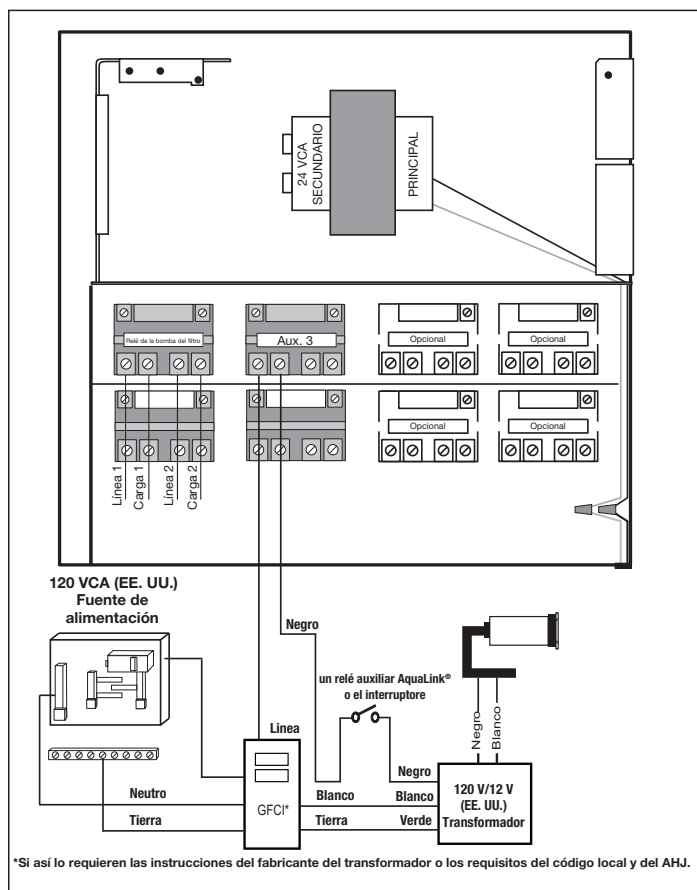 24 VCA
SECUNDARIO
PRINCIPAL
Relé de la bomba del filtro
Aux. 3
Opcional
Opcional
Opcional
Opcional
Línea 1
Carga 1
Línea 2
Carga 2
120 VCA (EE. UU.)
Fuente de
alimentación
Negro
un relé auxiliar AquaLink®
o el interruptore
Negro
Blanco
Linea
Negro
Neutro
GFCI*
Blanco
Blanco
120 V/12 V
(EE. UU.)
Transformador
Tierra
Tierra
Verde
*Si así lo requieren las instrucciones del fabricante del transformador o los requisitos del código local y del AHJ.